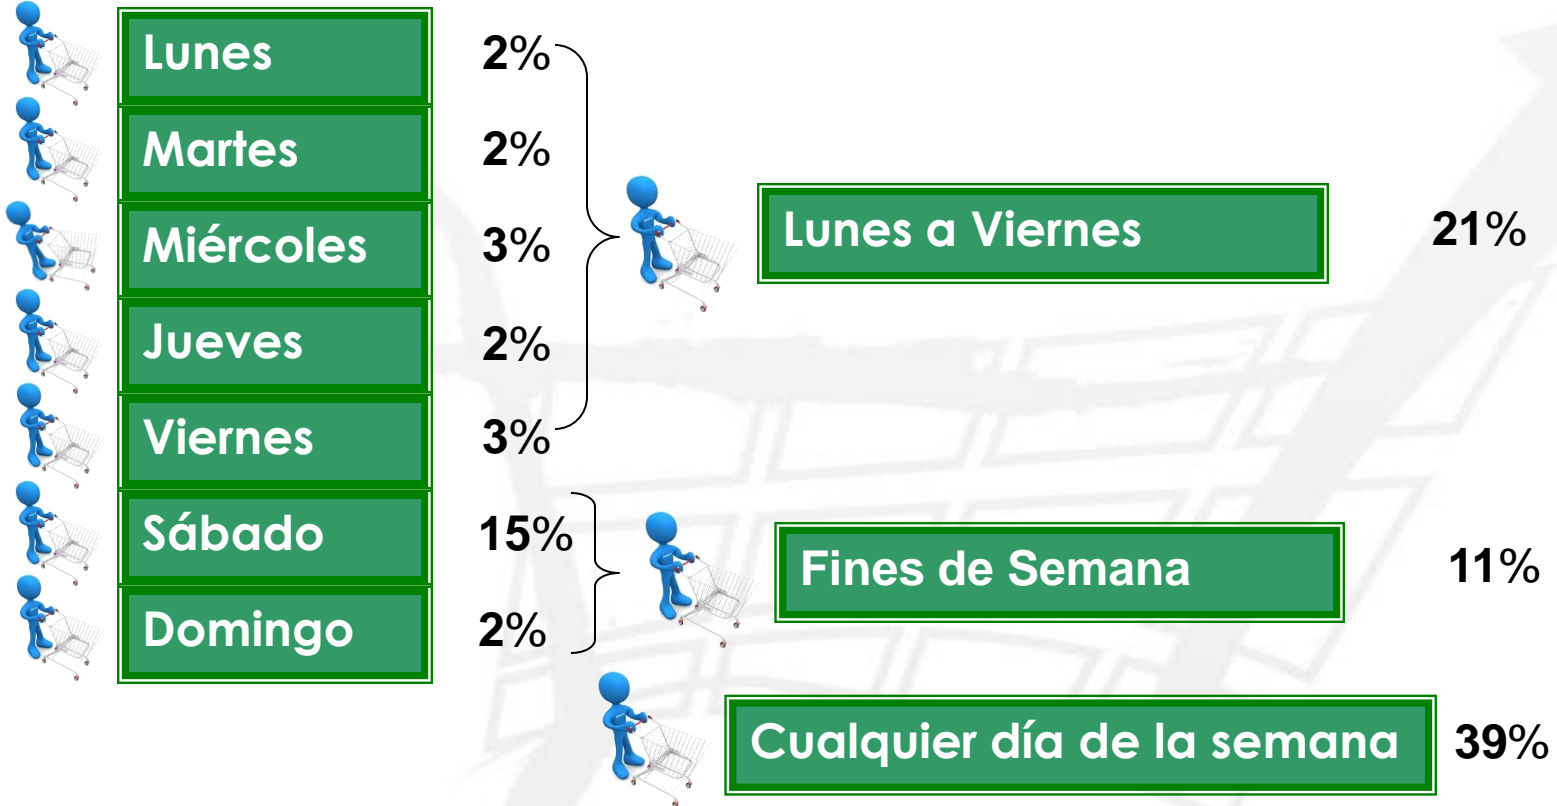 Lunes 2%
Martes 2%
Miércoles 3%
Jueves 2%
Viernes 3%
Sábado 15%
Domingo 2%
Lunes a Viernes 21%
Fines de Semana 11%
Cualquier día de la semana 39%